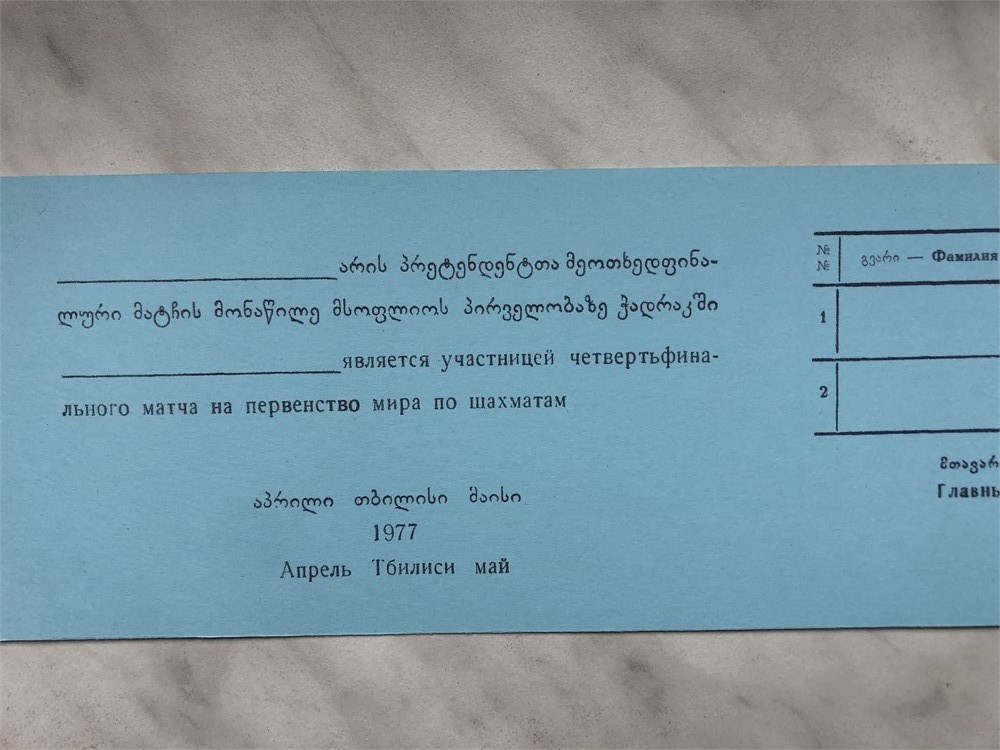 არის პრეტენდენტთა მეოთხედფინა-
ლური მატჩის მონაწილე მსოფლიოს პირველობაზე ჭადრაკში
является участницей четвертьфина-
льного матча на первенство мира по шахматам
აპრილი თბილისი მაისი
1977
Апрель Тбилиси май
№ № გვარი — Фамилия
1
2
მთავარ
Главны